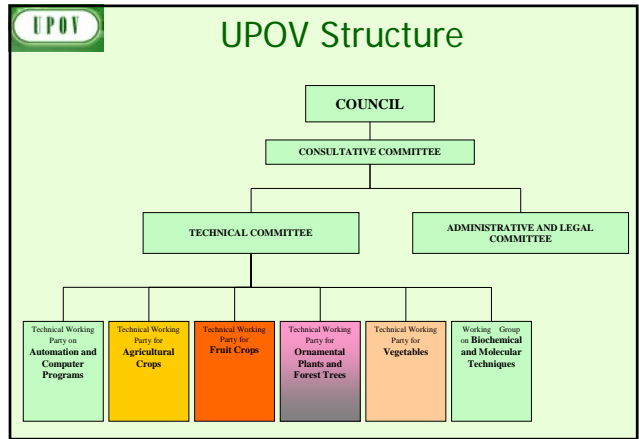 UPOV
UPOV Structure
COUNCIL
CONSULTATIVE COMMITTEE
TECHNICAL COMMITTEE
ADMINISTRATIVE AND LEGAL
COMMITTEE
Technical Working
Party on
Automation and
Computer
Programs
Technical Working
Party for
Agricultural
Crops
Technical Working
Party for
Fruit Crops
Technical Working
Party for
Ornamental
Plants and
Forest Trees
Technical Working
Party for
Vegetables
Working Group
on Biochemical
and Molecular
Techniques